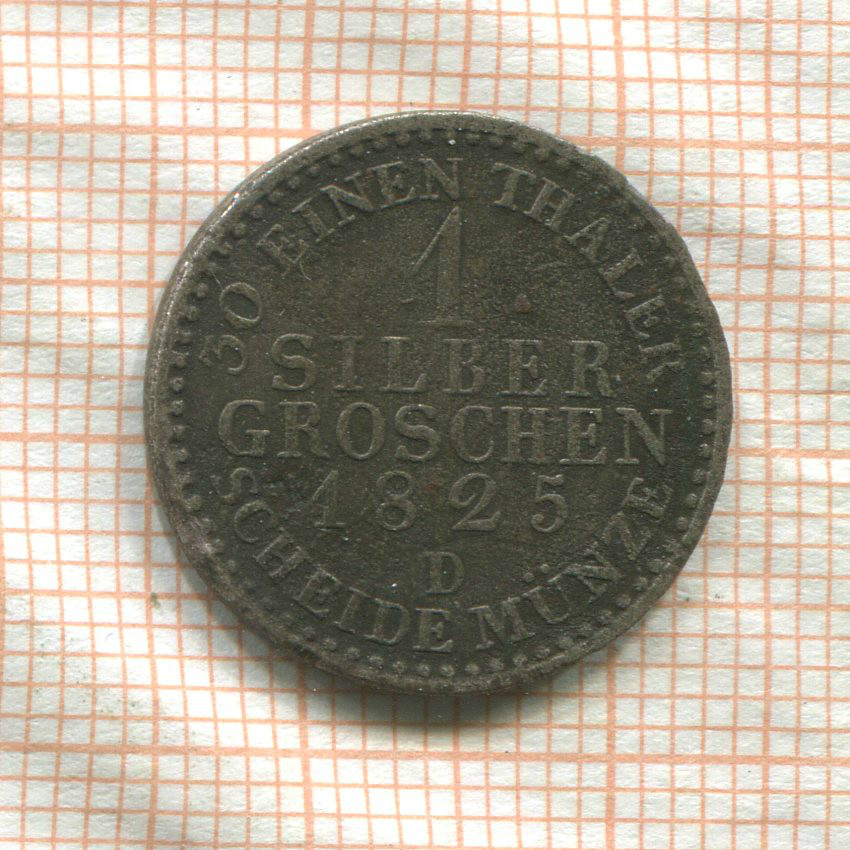 30 EINEN THALER
1
SILBER
GROSCHEN
1825
D
SCHEIDE MÜNZE